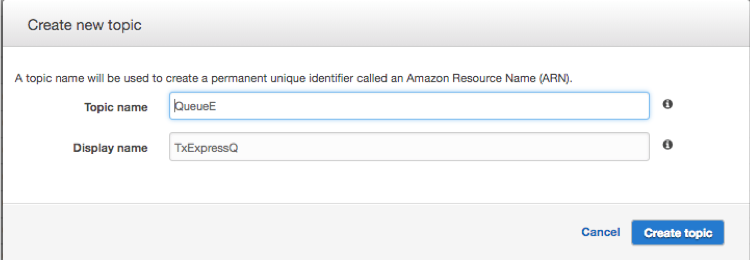 Create new topic
A topic name will be used to create a permanent unique identifier called an Amazon Resource Name (ARN).
Topic name QueueE
Display name TxExpressQ
Cancel Create topic